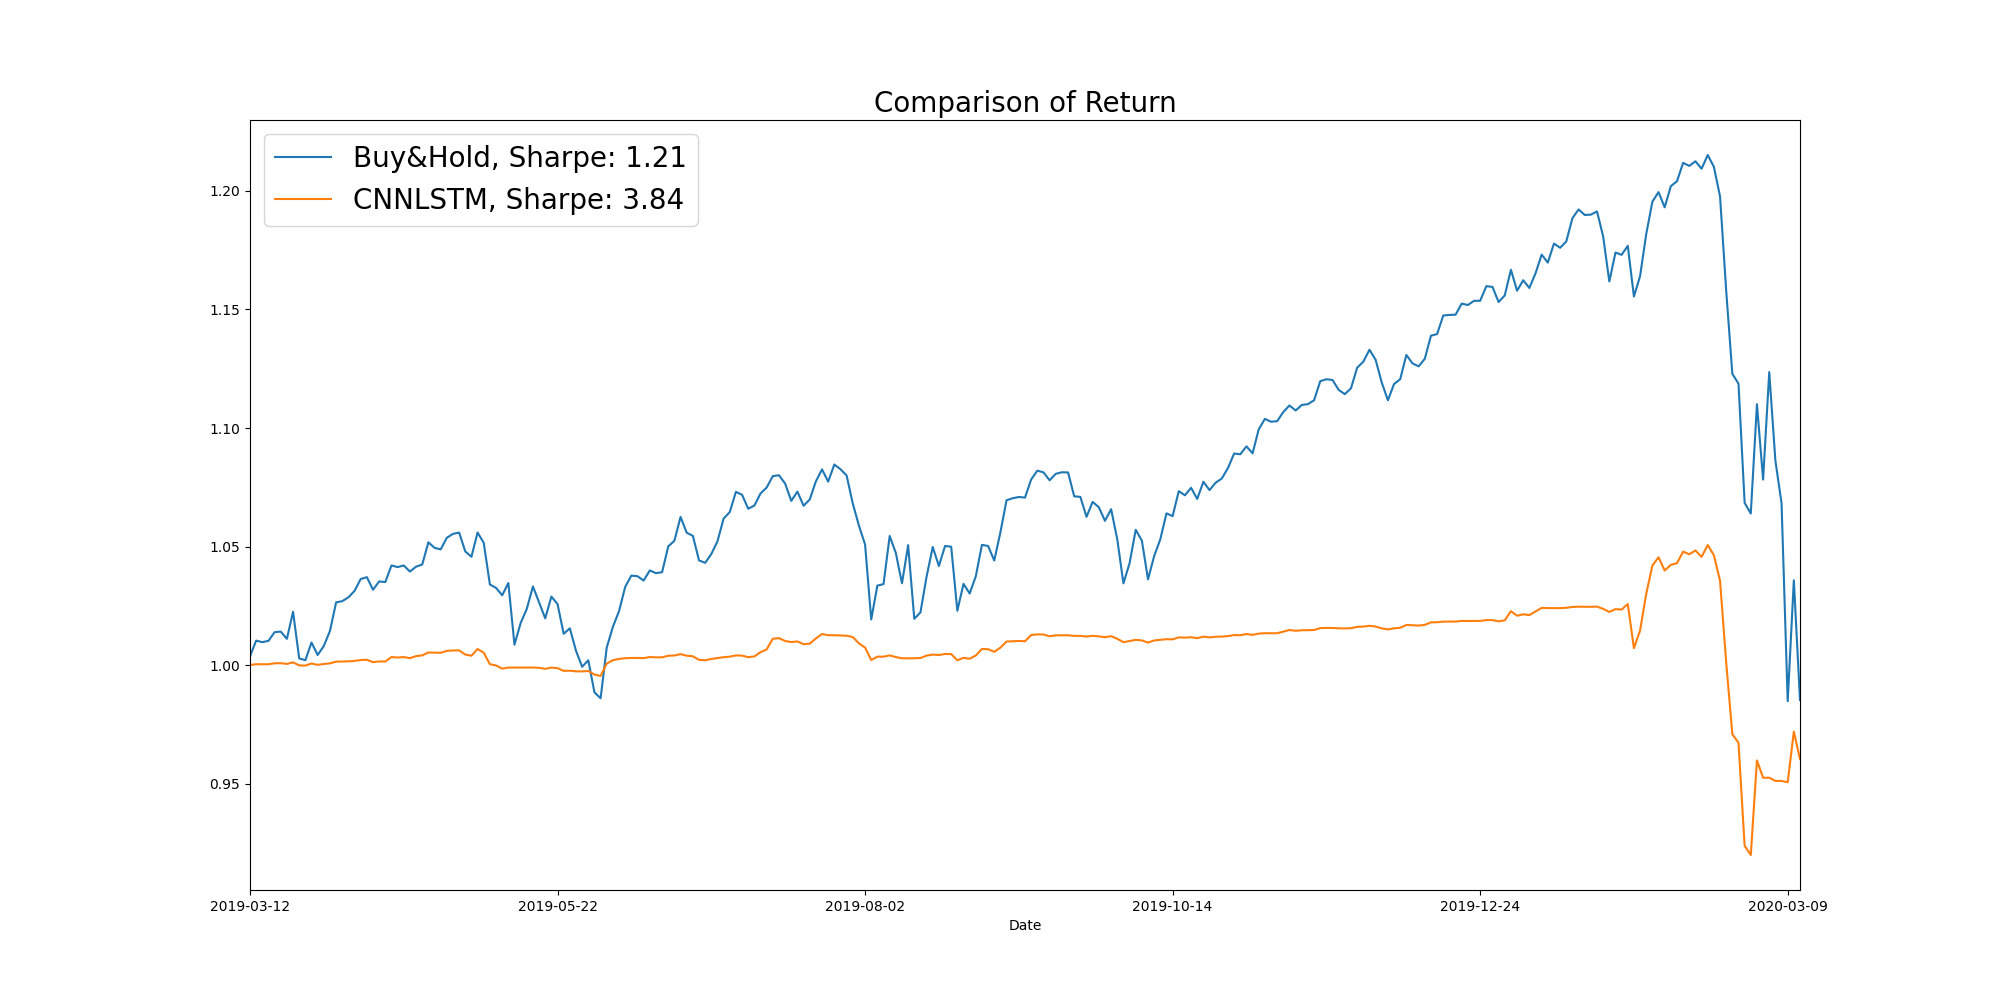 Comparison of Return
Buy&Hold, Sharpe: 1.21
CNNLSTM, Sharpe: 3.84
1.20
1.15
1.10
1.05
1.00
0.95
2019-03-12 2019-05-22 2019-08-02 2019-10-14 2019-12-24 2020-03-09
Date